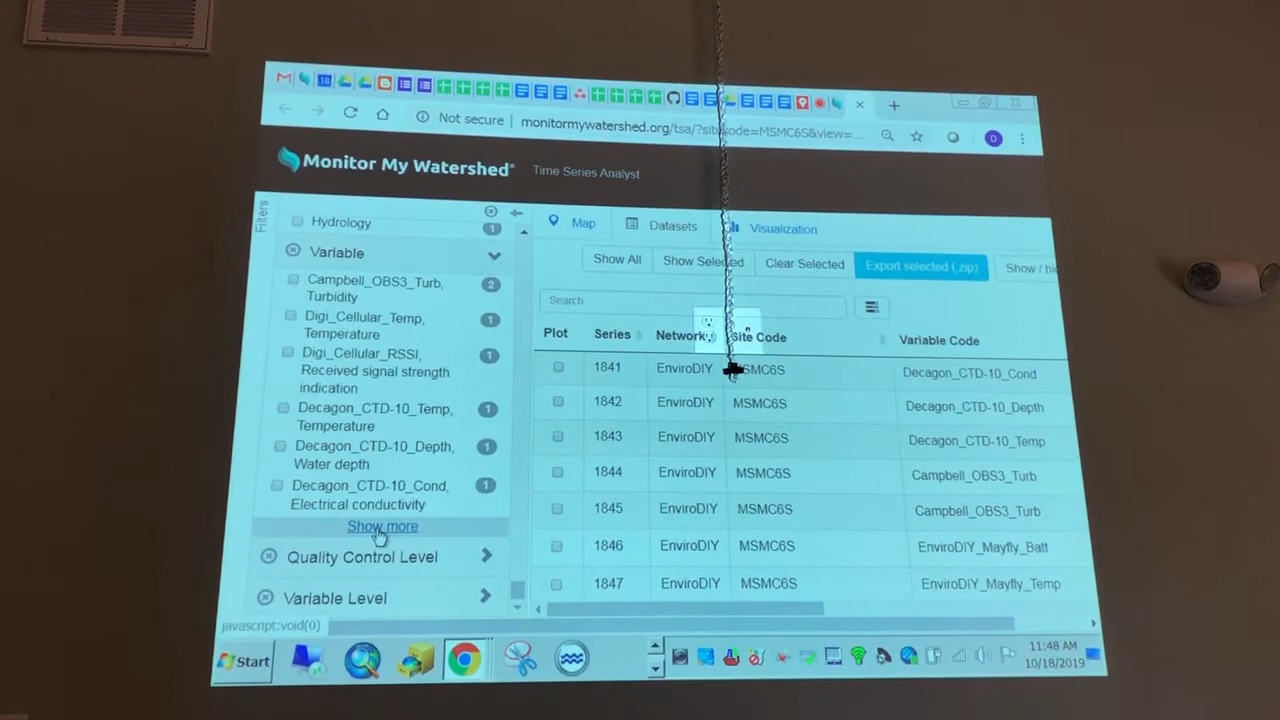 18
Not secure | monitormywatershed.org/tsa/?sitecode=MSMC6S&view=...
D
Monitor My Watershed®
Time Series Analyst
Filters
Hydrology 1
Variable
Campbell_OBS3_Turb, 2
Turbidity
Digi_Cellular_Temp, 1
Temperature
Digi_Cellular_RSSI, 1
Received signal strength
indication
Decagon_CTD-10_Temp, 1
Temperature
Decagon_CTD-10_Depth, 1
Water depth
Decagon_CTD-10_Cond, 1
Electrical conductivity
Show more
Quality Control Level
Variable Level
javascript:void(0)
Map Datasets Visualization
Show All Show Selected Clear Selected Export selected (.zip) Show / hi
Search
Plot Series Network Site Code Variable Code
1841 EnviroDIY MSMC6S Decagon_CTD-10_Cond
1842 EnviroDIY MSMC6S Decagon_CTD-10_Depth
1843 EnviroDIY MSMC6S Decagon_CTD-10_Temp
1844 EnviroDIY MSMC6S Campbell_OBS3_Turb
1845 EnviroDIY MSMC6S Campbell_OBS3_Turb
1846 EnviroDIY MSMC6S EnviroDIY_Mayfly_Batt
1847 EnviroDIY MSMC6S EnviroDIY_Mayfly_Temp
Start
11:48 AM
10/18/2019